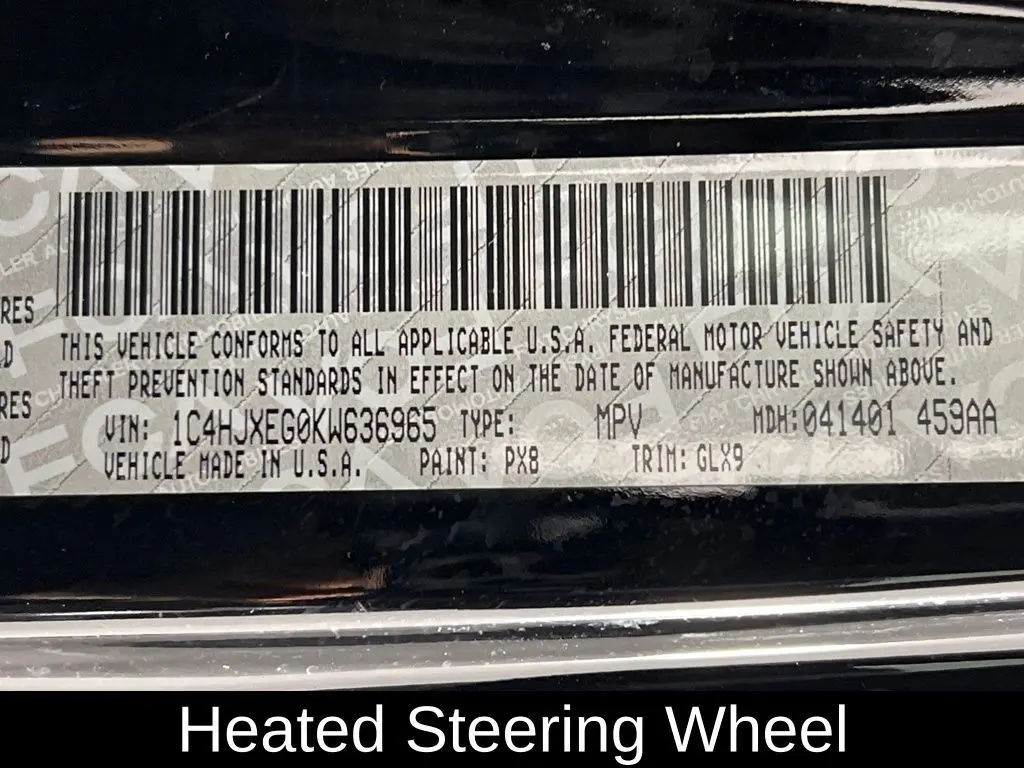 RES
THIS VEHICLE CONFORMS TO ALL APPLICABLE U.S.A. FEDERAL MOTOR VEHICLE SAFETY AND
THEFT PREVENTION STANDARDS IN EFFECT ON THE DATE OF MANUFACTURE SHOWN ABOVE.
RES
VIN: 1C4HJXEG0KW636965 TYPE: MPV MDH:041401 459AA
VEHICLE MADE IN U.S.A. PAINT: PX8 TRIM: GLX9
Heated Steering Wheel